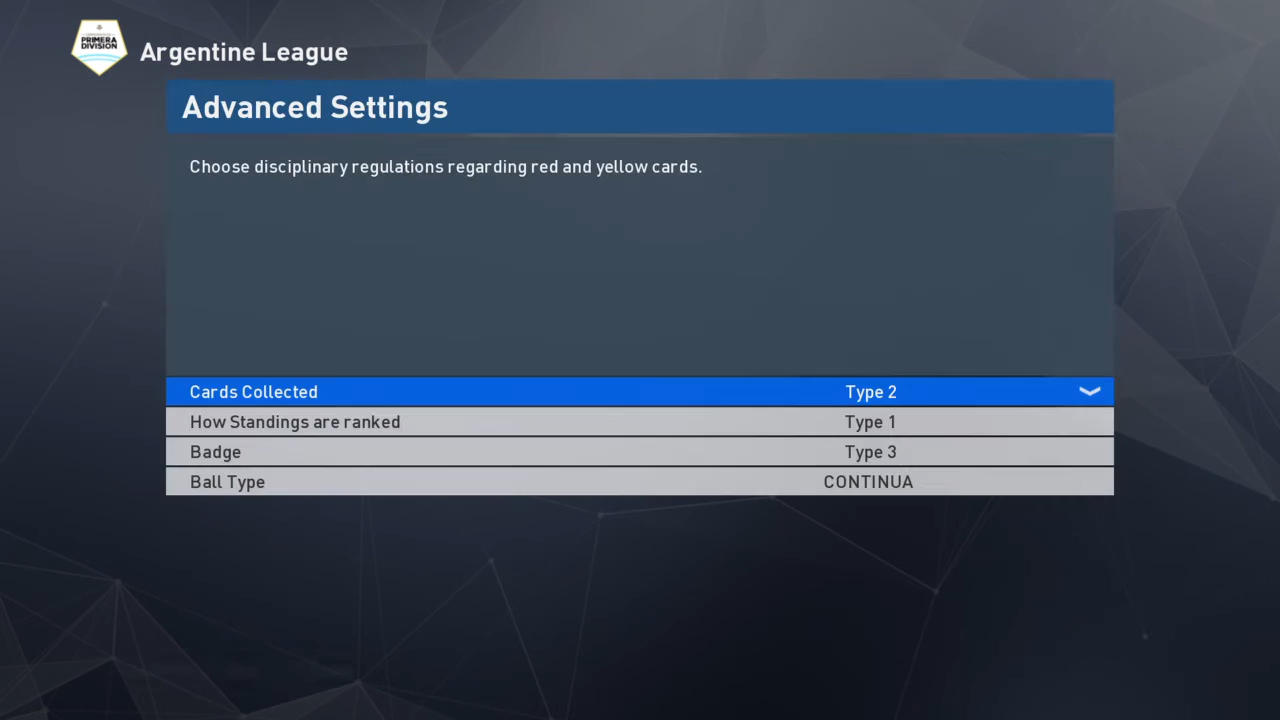 PRIMERA
DIVISIÓN
Argentine League
Advanced Settings
Choose disciplinary regulations regarding red and yellow cards.
Cards Collected Type 2
How Standings are ranked Type 1
Badge Type 3
Ball Type CONTINUA